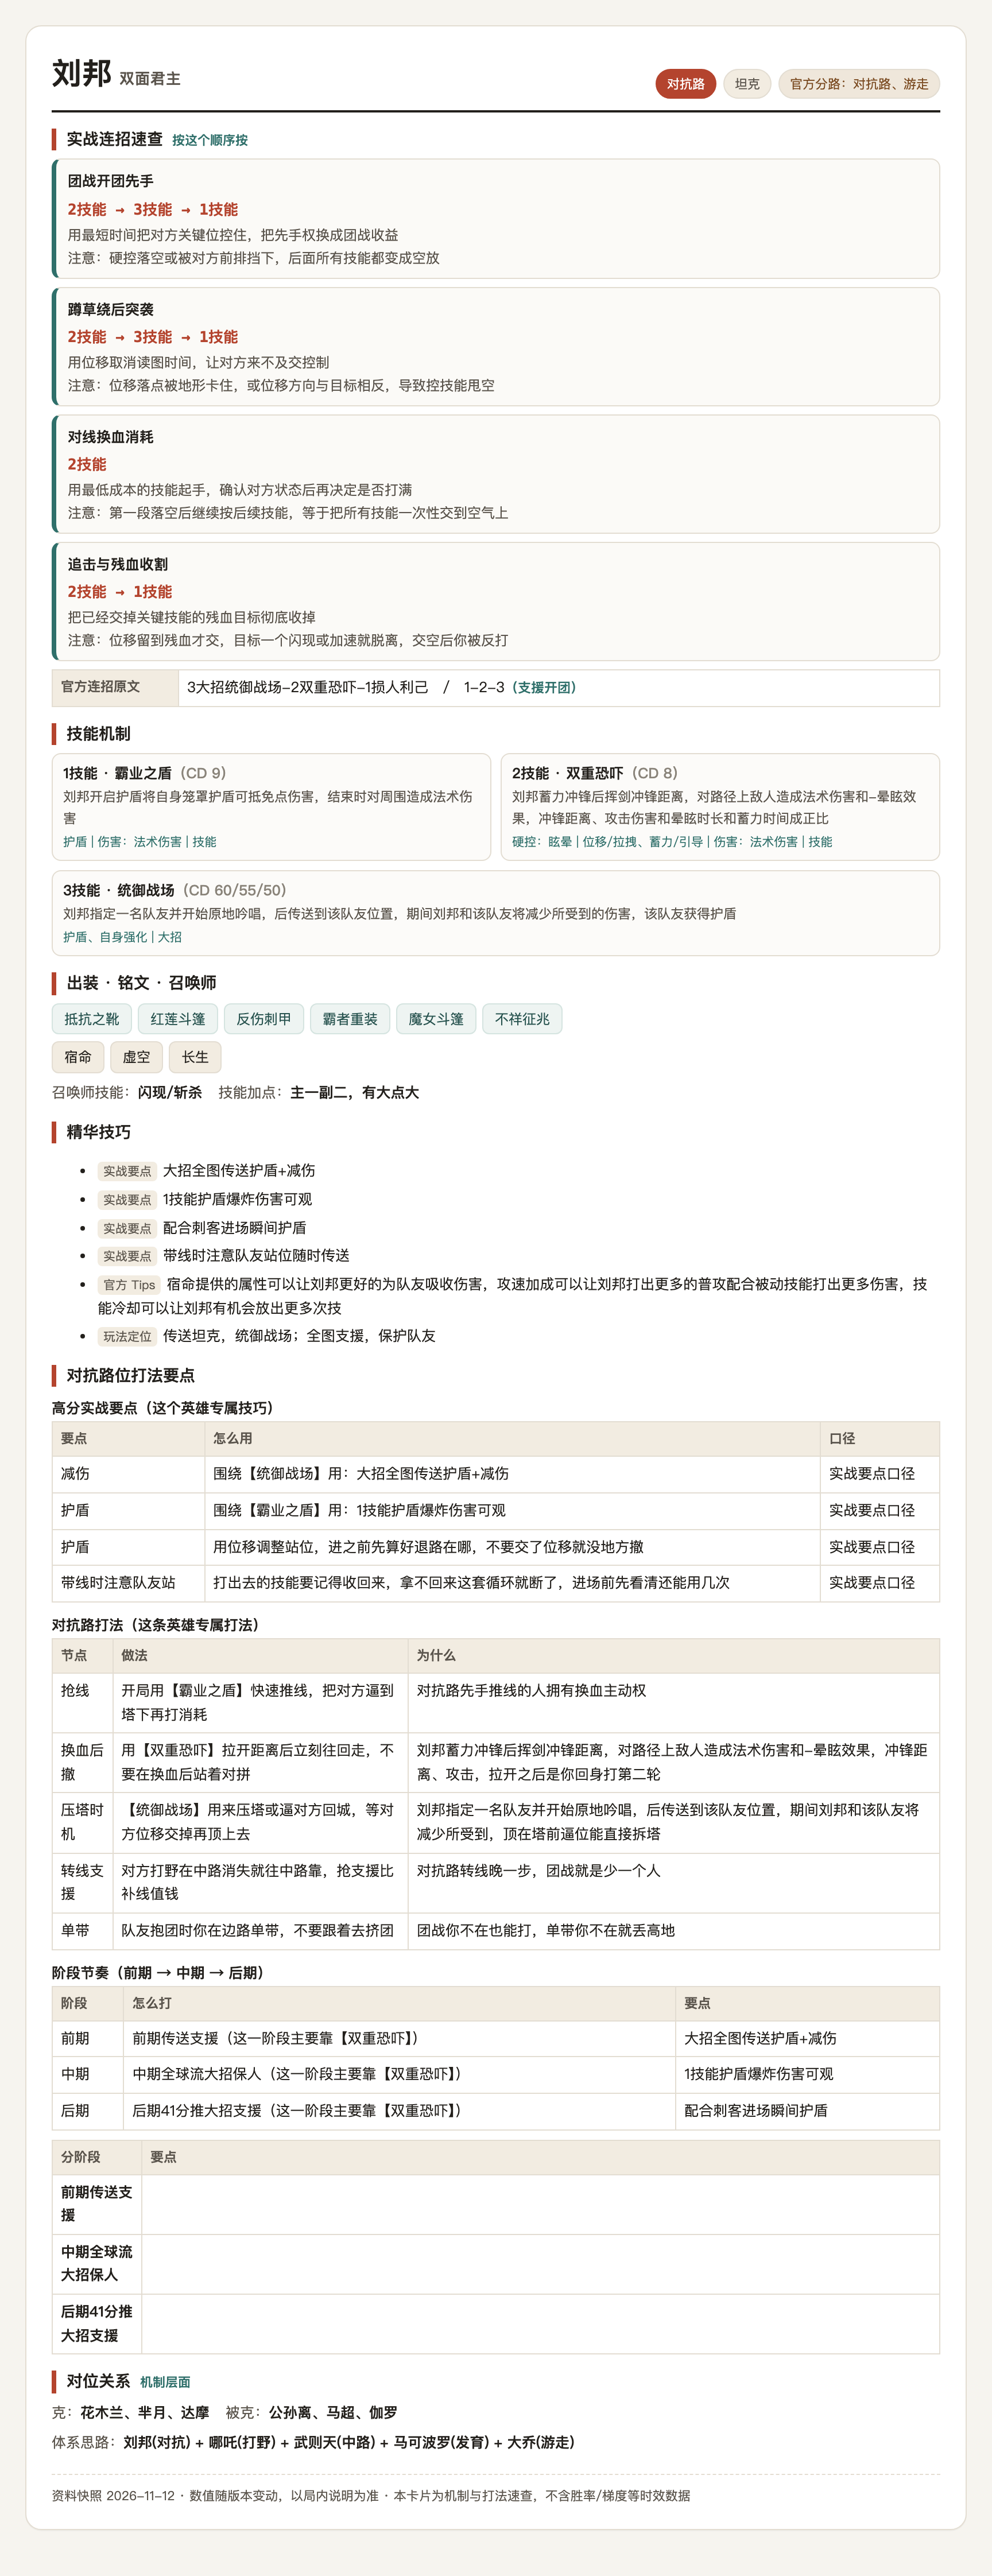 刘邦 双面君主
对抗路 坦克 官方分路：对抗路、游走
实战连招速查 按这个顺序按
团战开团先手
2技能 → 3技能 → 1技能
用最短时间把对方关键位控住，把先手权换成团战收益
注意：硬控落空或被对方前排挡下，后面所有技能都变成空放
蹲草绕后突袭
2技能 → 3技能 → 1技能
用位移取消读图时间，让对方来不及交控制
注意：位移落点被地形卡住，或位移方向与目标相反，导致控技能甩空
对线换血消耗
2技能
用最低成本的技能起手，确认对方状态后再决定是否打满
注意：第一段落空后继续按后续技能，等于把所有技能一次性交到空气上
追击与残血收割
2技能 → 1技能
把已经交掉关键技能的残血目标彻底收掉
注意：位移留到残血才交，目标一个闪现或加速就脱离，交空后你被反打
官方连招原文 3大招统御战场-2双重恐吓-1损人利己 / 1-2-3（支援开团）
技能机制
1技能 · 霸业之盾（CD 9）
刘邦开启护盾将自身笼罩护盾可抵免点伤害，结束时对周围造成法术伤
害
护盾 | 伤害：法术伤害 | 技能
2技能 · 双重恐吓（CD 8）
刘邦蓄力冲锋后挥剑冲锋距离，对路径上敌人造成法术伤害和-晕眩效
果，冲锋距离、攻击伤害和晕眩时长和蓄力时间成正比
硬控：眩晕 | 位移/拉拽、蓄力/引导 | 伤害：法术伤害 | 技能
3技能 · 统御战场（CD 60/55/50）
刘邦指定一名队友并开始原地吟唱，后传送到该队友位置，期间刘邦和该队友将减少所受到的伤害，该队友获得护盾
护盾、自身强化 | 大招
出装 · 铭文 · 召唤师
抵抗之靴 红莲斗篷 反伤刺甲 霸者重装 魔女斗篷 不祥征兆
宿命 虚空 长生
召唤师技能：闪现/斩杀 技能加点：主一副二，有大点大
精华技巧
• 实战要点 大招全图传送护盾+减伤
• 实战要点 1技能护盾爆炸伤害可观
• 实战要点 配合刺客进场瞬间护盾
• 实战要点 带线时注意队友站位随时传送
• 官方 Tips 宿命提供的属性可以让刘邦更好的为队友吸收伤害，攻速加成可以让刘邦打出更多的普攻配合被动技能打出更多伤害，技
能冷却可以让刘邦有机会放出更多次技
• 玩法定位 传送坦克，统御战场；全图支援，保护队友
对抗路位打法要点
高分实战要点（这个英雄专属技巧）
要点 怎么用 口径
减伤 围绕【统御战场】用：大招全图传送护盾+减伤 实战要点口径
护盾 围绕【霸业之盾】用：1技能护盾爆炸伤害可观 实战要点口径
护盾 用位移调整站位，进之前先算好退路在哪，不要交了位移就没地方撤 实战要点口径
带线时注意队友站 打出去的技能要记得收回来，拿不回来这套循环就断了，进场前先看清还能用几次 实战要点口径
对抗路打法（这条英雄专属打法）
节点 做法 为什么
抢线 开局用【霸业之盾】快速推线，把对方逼到 对抗路先手推线的人拥有换血主动权
塔下再打消耗
换血后 用【双重恐吓】拉开距离后立刻往回走，不 刘邦蓄力冲锋后挥剑冲锋距离，对路径上敌人造成法术伤害和-晕眩效果，冲锋距
撤 要在换血后站着对拼 离、攻击，拉开之后是你回身打第二轮
压塔时 【统御战场】用来压塔或逼对方回城，等对 刘邦指定一名队友并开始原地吟唱，后传送到该队友位置，期间刘邦和该队友将
机 方位移交掉再顶上去 减少所受到，顶在塔前逼位能直接拆塔
转线支 对方打野在中路消失就往中路靠，抢支援比 对抗路转线晚一步，团战就是少一个人
援 补线值钱
单带 队友抱团时你在边路单带，不要跟着去挤团 团战你不在也能打，单带你不在就丢高地
阶段节奏（前期 → 中期 → 后期）
阶段 怎么打 要点
前期 前期传送支援（这一阶段主要靠【双重恐吓】） 大招全图传送护盾+减伤
中期 中期全球流大招保人（这一阶段主要靠【双重恐吓】） 1技能护盾爆炸伤害可观
后期 后期41分推大招支援（这一阶段主要靠【双重恐吓】） 配合刺客进场瞬间护盾
分阶段 要点
前期传送支
援
中期全球流
大招保人
后期41分推
大招支援
对位关系 机制层面
克：花木兰、芈月、达摩 被克：公孙离、马超、伽罗
体系思路：刘邦(对抗) + 哪吒(打野) + 武则天(中路) + 马可波罗(发育) + 大乔(游走)
资料快照 2026-11-12 · 数值随版本变动，以局内说明为准 · 本卡片为机制与打法速查，不含胜率/梯度等时效数据